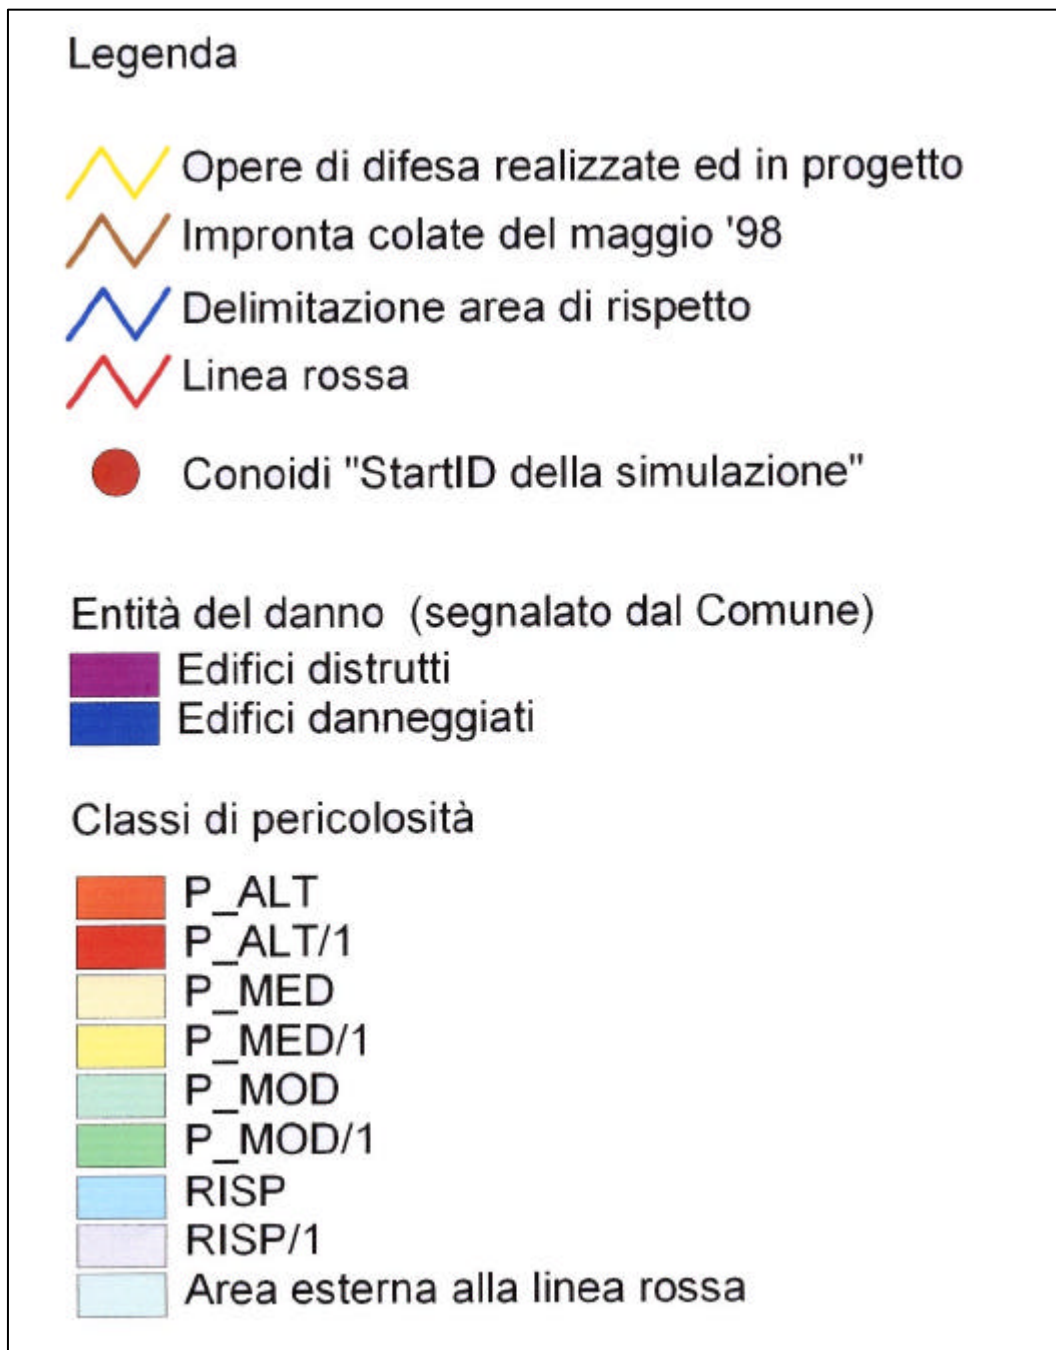 Legenda
Opere di difesa realizzate ed in progetto
Impronta colate del maggio '98
Delimitazione area di rispetto
Linea rossa
Conoidi "StartID della simulazione"
Entità del danno (segnalato dal Comune)
Edifici distrutti
Edifici danneggiati
Classi di pericolosità
P_ALT
P_ALT/1
P_MED
P_MED/1
P_MOD
P_MOD/1
RISP
RISP/1
Area esterna alla linea rossa